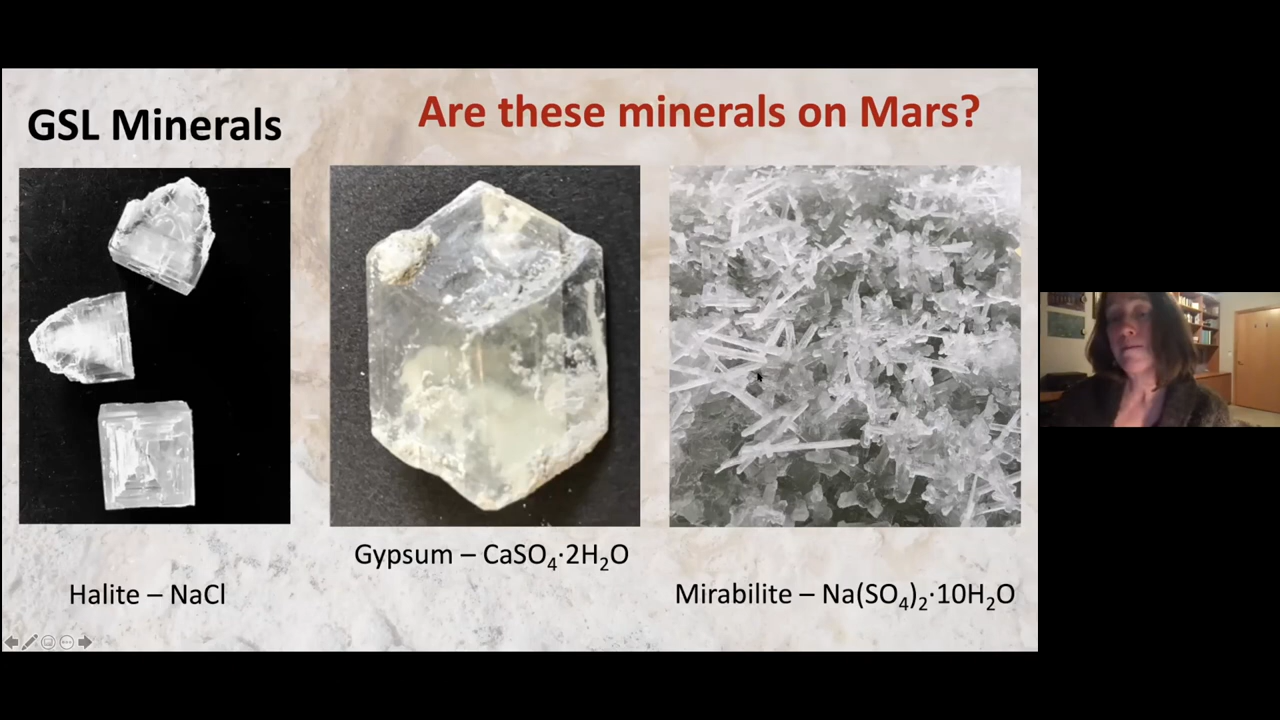 GSL Minerals
Are these minerals on Mars?
Gypsum – CaSO₄·2H₂O
Halite – NaCl
Mirabilite – Na(SO₄)₂·10H₂O